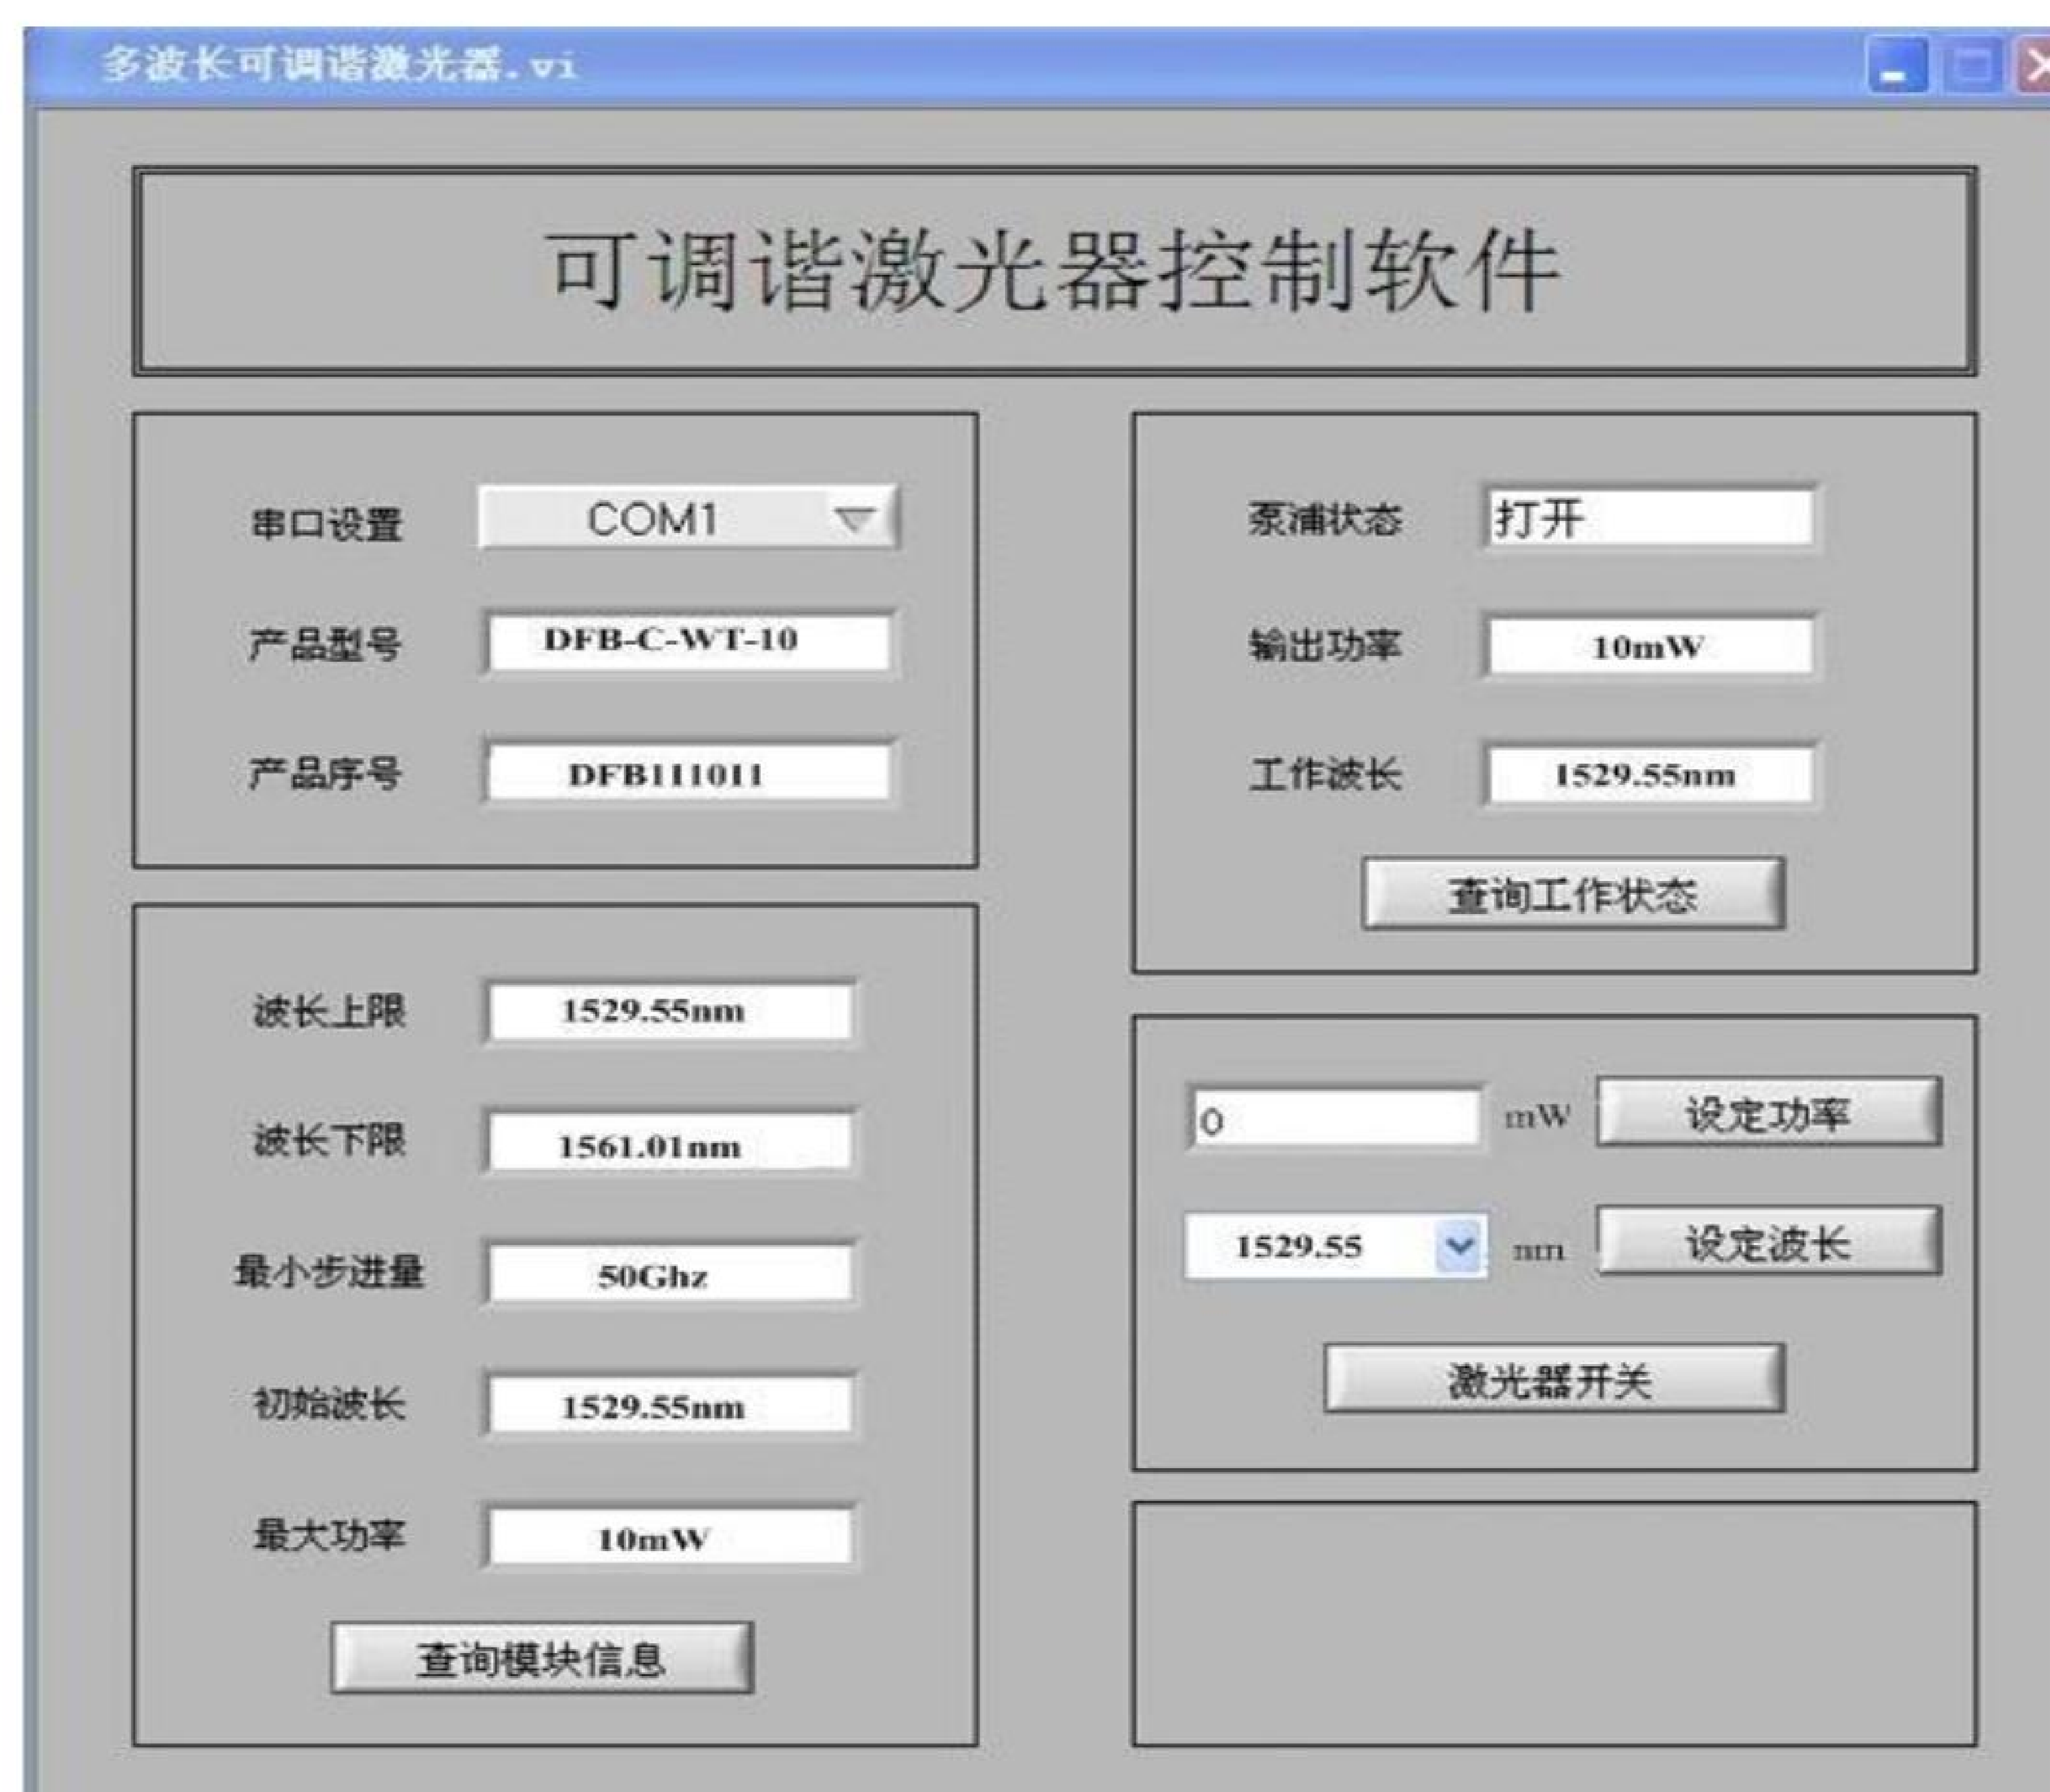 多波长可调谐激光器.vi
可调谐激光器控制软件
串口设置 COM1
产品型号 DFB-C-WT-10
产品序号 DFB111011
波长上限 1529.55nm
波长下限 1561.01nm
最小步进量 50Ghz
初始波长 1529.55nm
最大功率 10mW
查询模块信息
泵浦状态 打开
输出功率 10mW
工作波长 1529.55nm
查询工作状态
0 mW 设定功率
1529.55 nm 设定波长
激光器开关